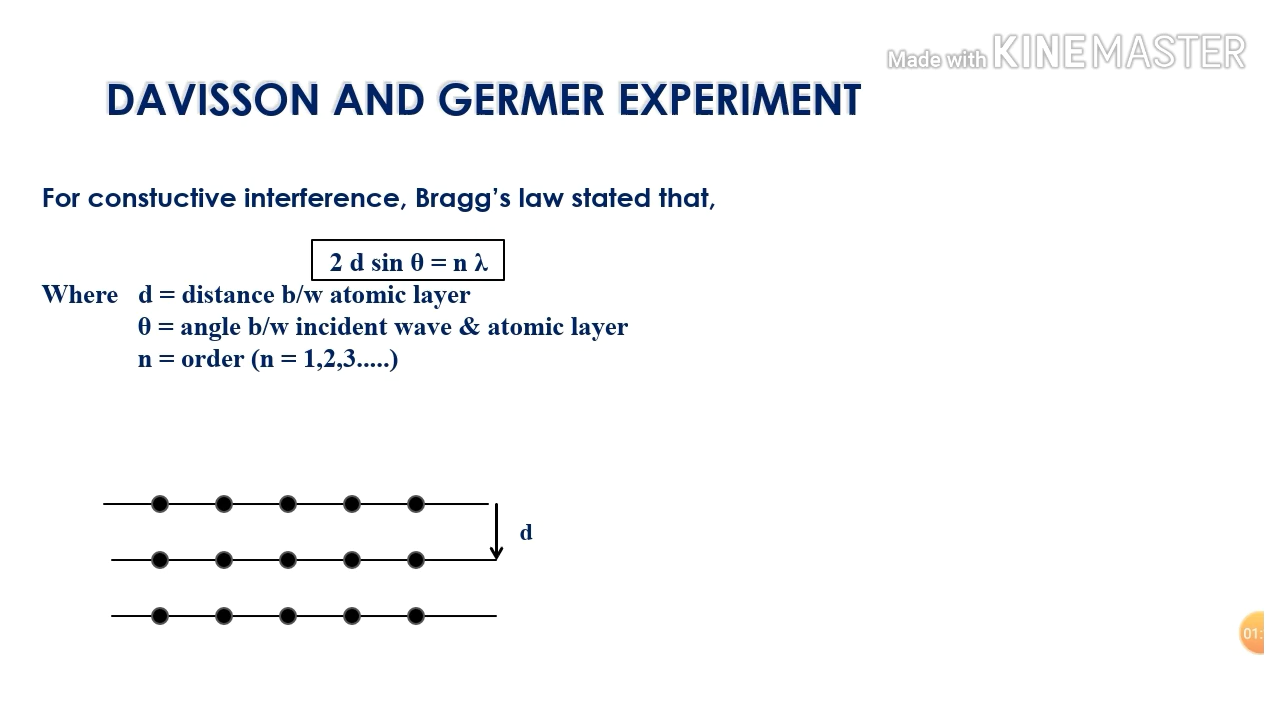 Made with KINEMASTER
DAVISSON AND GERMER EXPERIMENT
For constuctive interference, Bragg’s law stated that,
2 d sin θ = n λ
Where d = distance b/w atomic layer
θ = angle b/w incident wave & atomic layer
n = order (n = 1,2,3.....)
d
01: